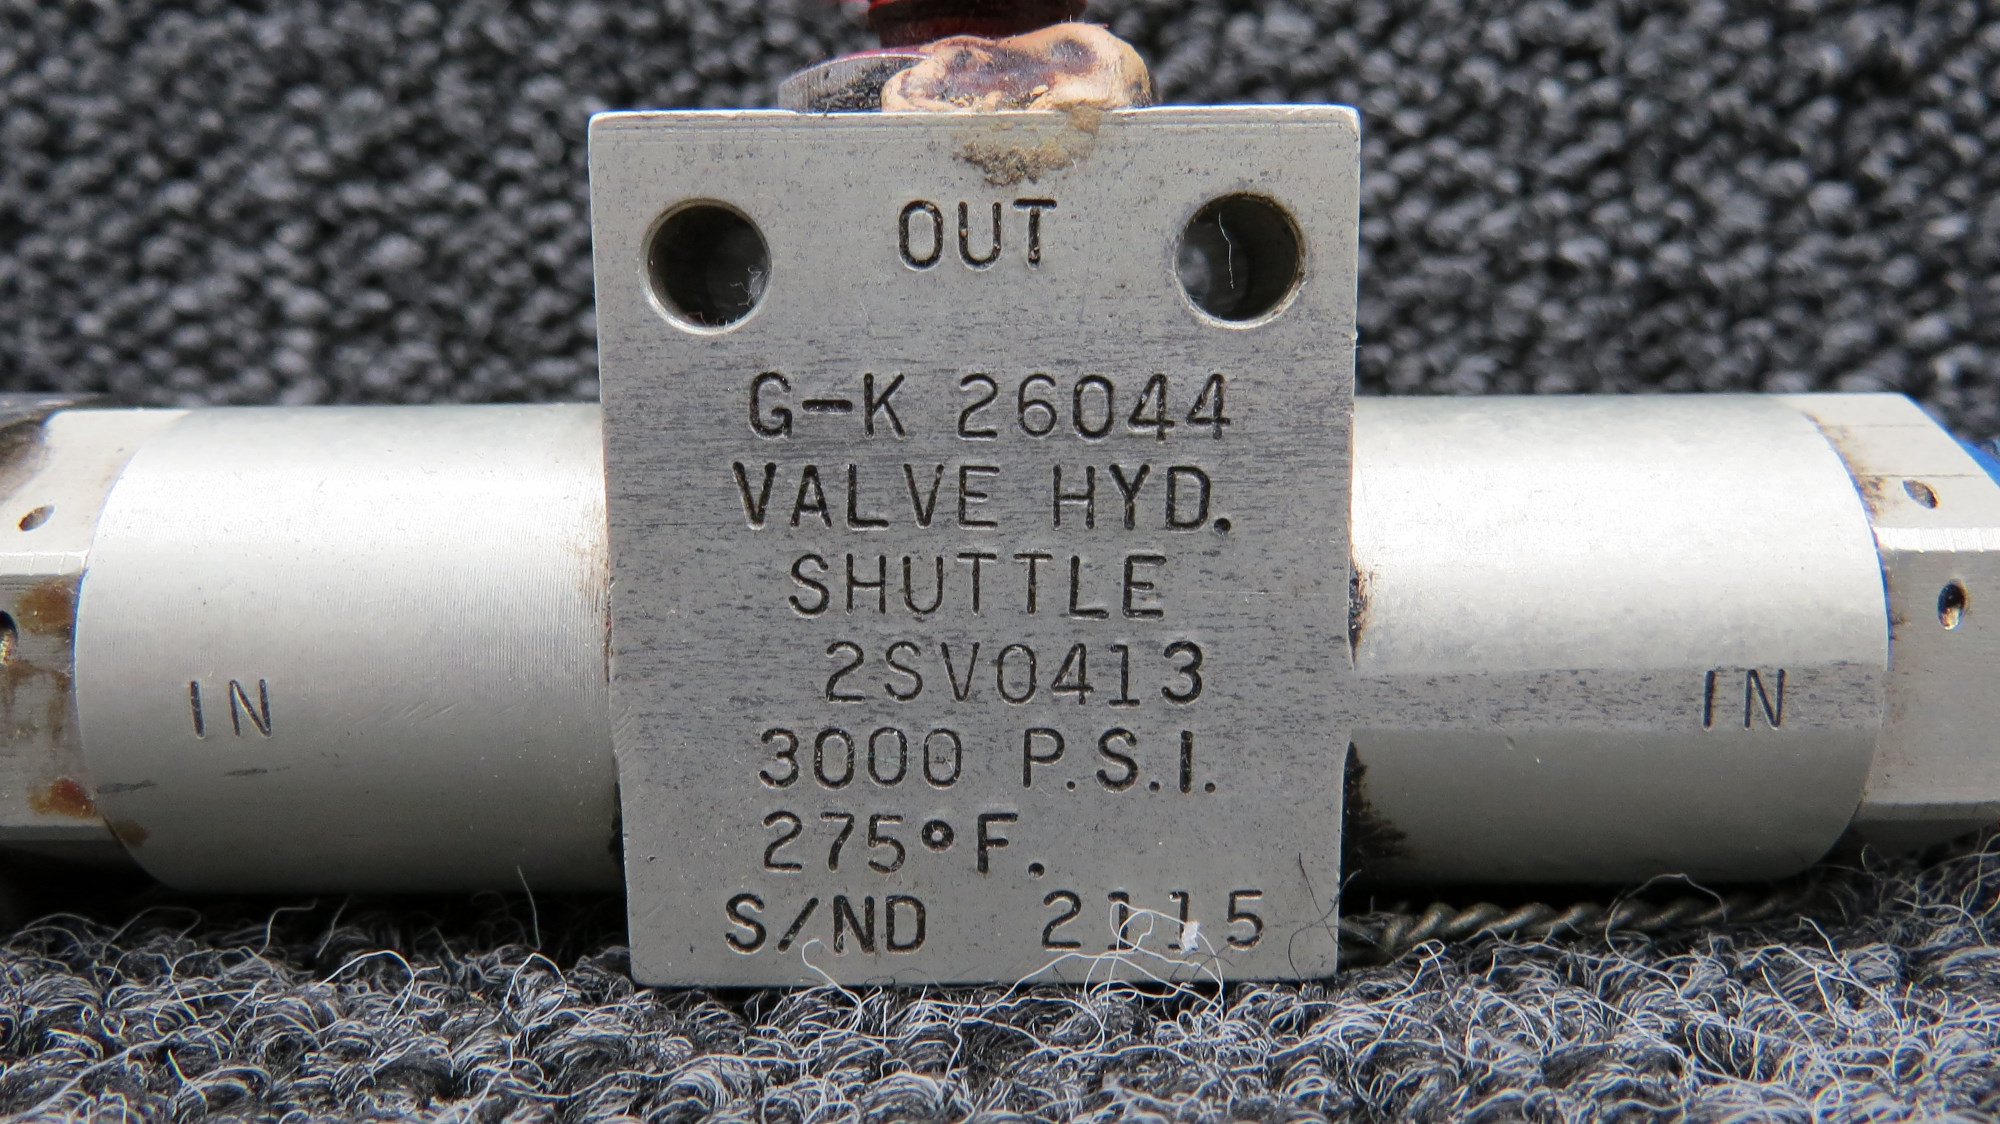 OUT
G-K 26044
VALVE HYD.
SHUTTLE
2SV0413
3000 P.S.I.
275°F.
S/ND 2115
IN
IN